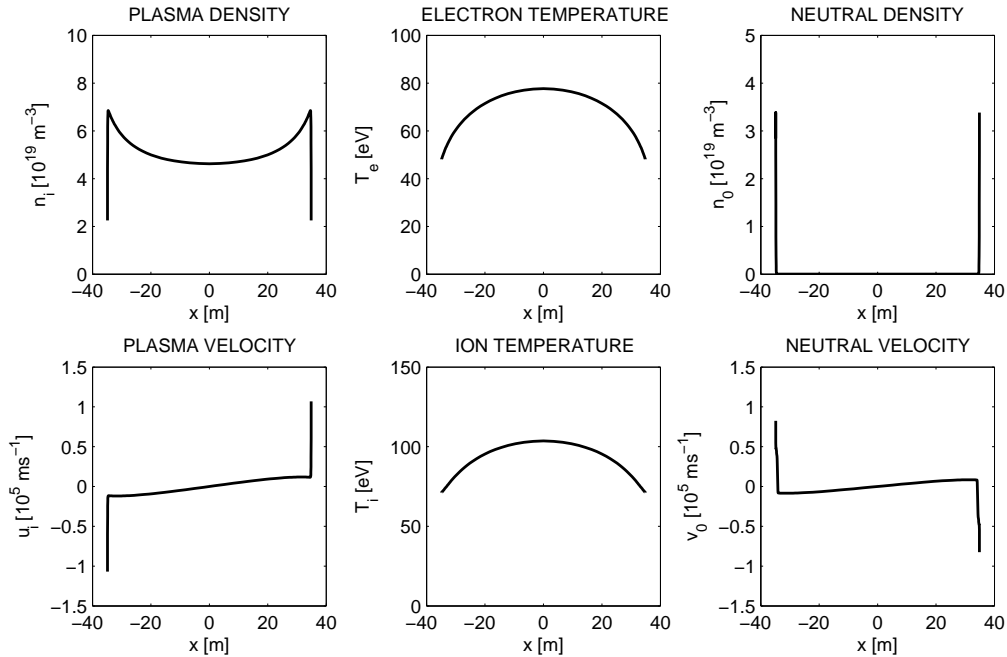 PLASMA DENSITY
n_i [10^19 m^−3]
10
8
6
4
2
0
−40 −20 0 20 40
x [m]
ELECTRON TEMPERATURE
T_e [eV]
100
80
60
40
20
0
−40 −20 0 20 40
x [m]
NEUTRAL DENSITY
n_0 [10^19 m^−3]
5
4
3
2
1
0
−40 −20 0 20 40
x [m]
PLASMA VELOCITY
u_i [10^5 ms^−1]
1.5
1
0.5
0
−0.5
−1
−1.5
−40 −20 0 20 40
x [m]
ION TEMPERATURE
T_i [eV]
150
100
50
0
−40 −20 0 20 40
x [m]
NEUTRAL VELOCITY
v_0 [10^5 ms^−1]
1.5
1
0.5
0
−0.5
−1
−1.5
−40 −20 0 20 40
x [m]